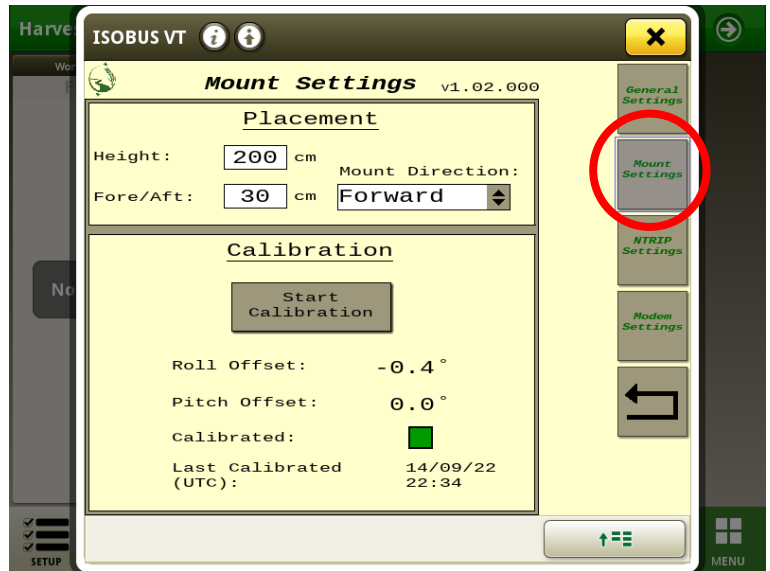 Harve
ISOBUS VT
Wor
Mount Settings v1.02.000
General
Settings
Placement
Height: 200 cm
Mount Direction:
Fore/Aft: 30 cm Forward
Mount
Settings
Calibration
NTRIP
Settings
No
Start
Calibration
Modem
Settings
Roll Offset: -0.4°
Pitch Offset: 0.0°
Calibrated:
Last Calibrated 14/09/22
(UTC): 22:34
SETUP
MENU